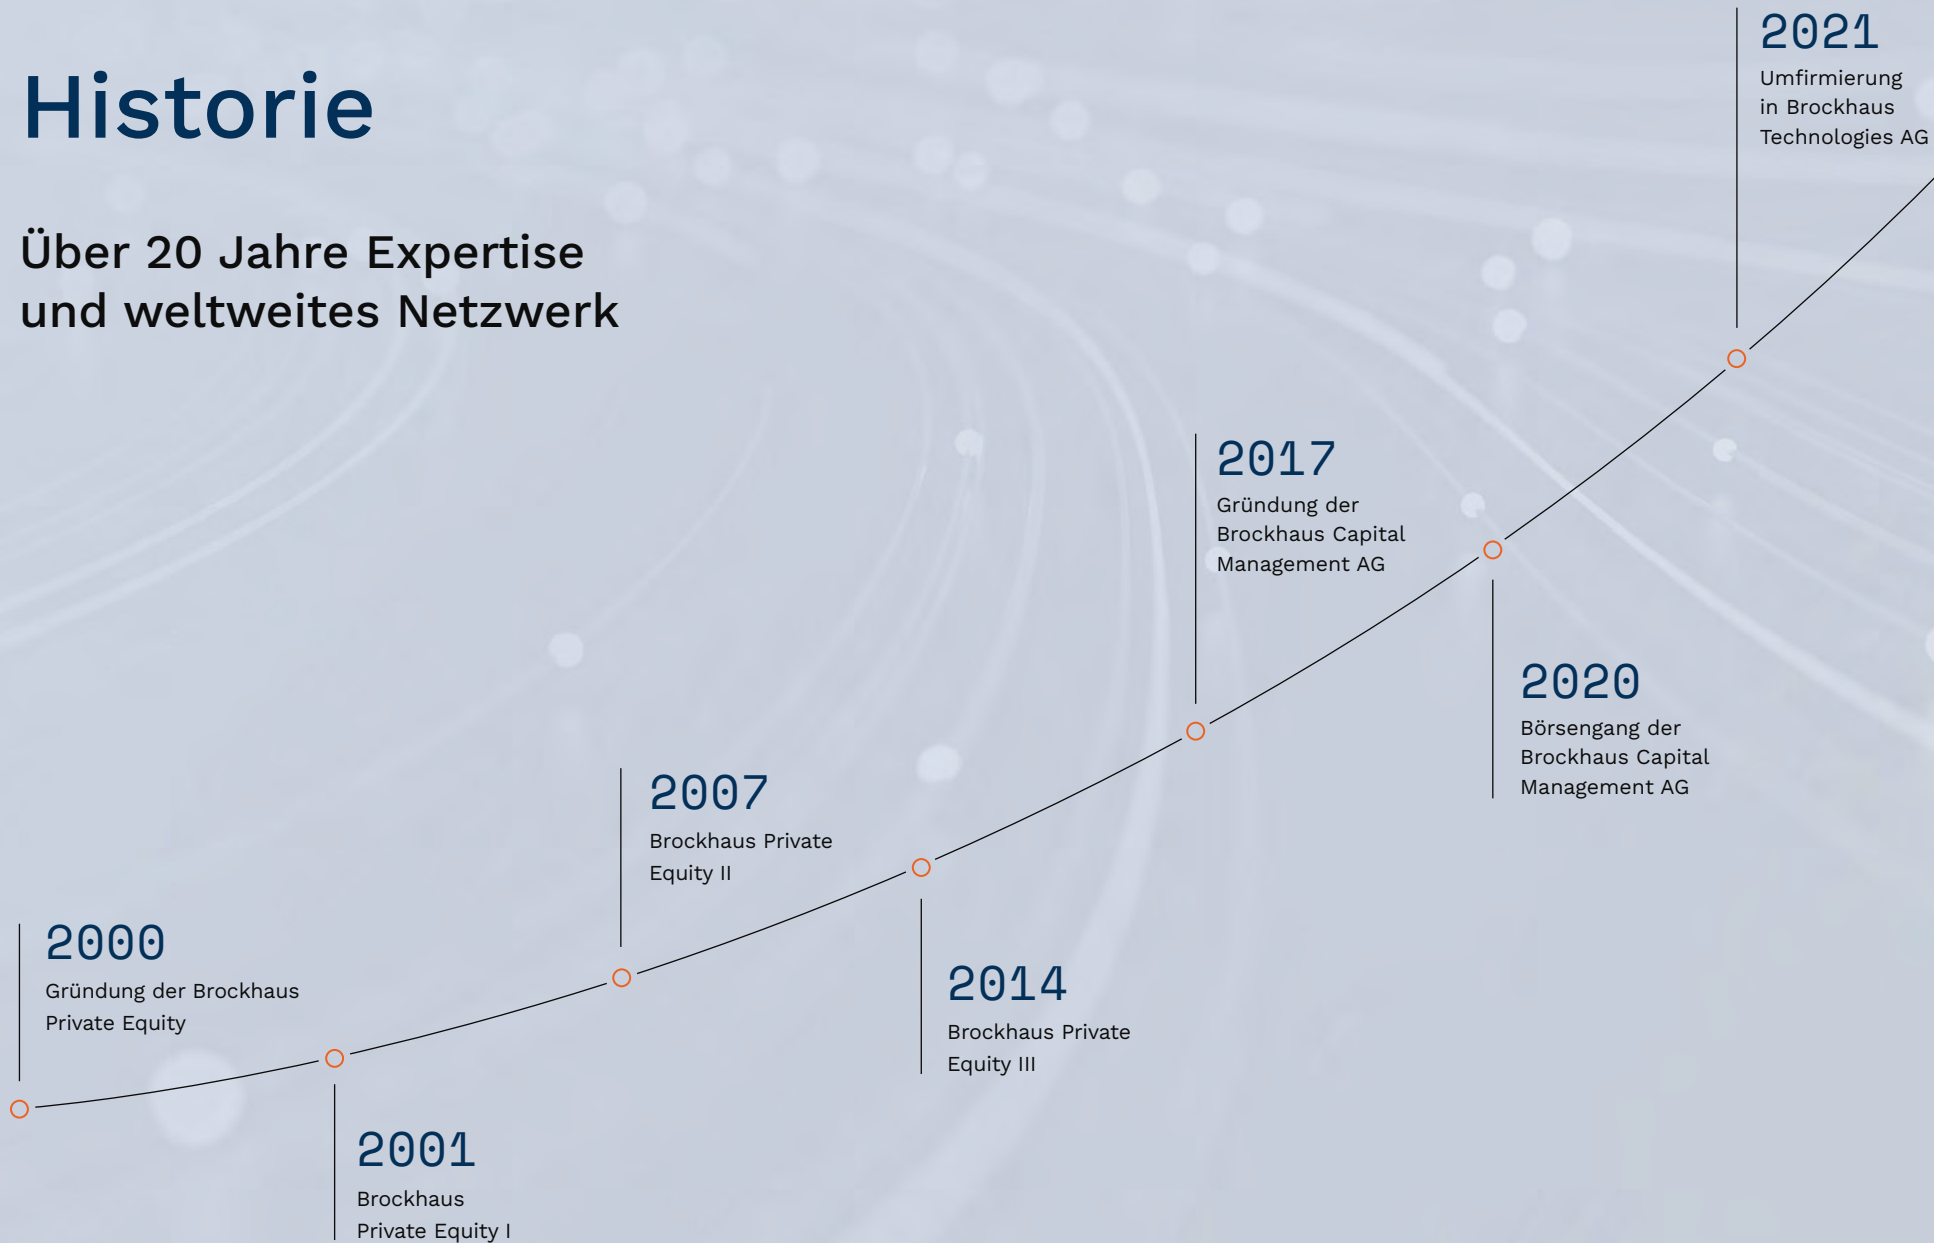 Historie
Über 20 Jahre Expertise
und weltweites Netzwerk
2000
Gründung der Brockhaus
Private Equity
2001
Brockhaus
Private Equity I
2007
Brockhaus Private
Equity II
2014
Brockhaus Private
Equity III
2017
Gründung der
Brockhaus Capital
Management AG
2020
Börsengang der
Brockhaus Capital
Management AG
2021
Umfirmierung
in Brockhaus
Technologies AG